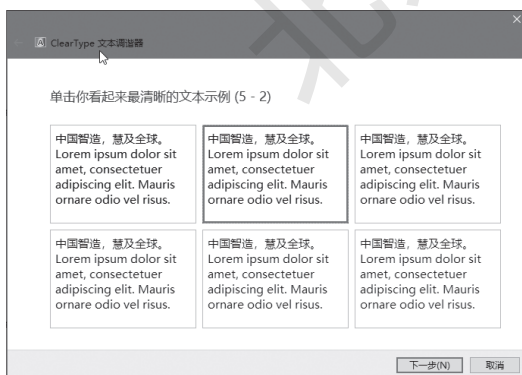 ClearType 文本调谐器
单击你看起来最清晰的文本示例 (5 - 2)
中国智造，慧及全球。
Lorem ipsum dolor sit
amet, consectetuer
adipiscing elit. Mauris
ornare odio vel risus.
中国智造，慧及全球。
Lorem ipsum dolor sit
amet, consectetuer
adipiscing elit. Mauris
ornare odio vel risus.
中国智造，慧及全球。
Lorem ipsum dolor sit
amet, consectetuer
adipiscing elit. Mauris
ornare odio vel risus.
中国智造，慧及全球。
Lorem ipsum dolor sit
amet, consectetuer
adipiscing elit. Mauris
ornare odio vel risus.
中国智造，慧及全球。
Lorem ipsum dolor sit
amet, consectetuer
adipiscing elit. Mauris
ornare odio vel risus.
中国智造，慧及全球。
Lorem ipsum dolor sit
amet, consectetuer
adipiscing elit. Mauris
ornare odio vel risus.
下一步(N)
取消